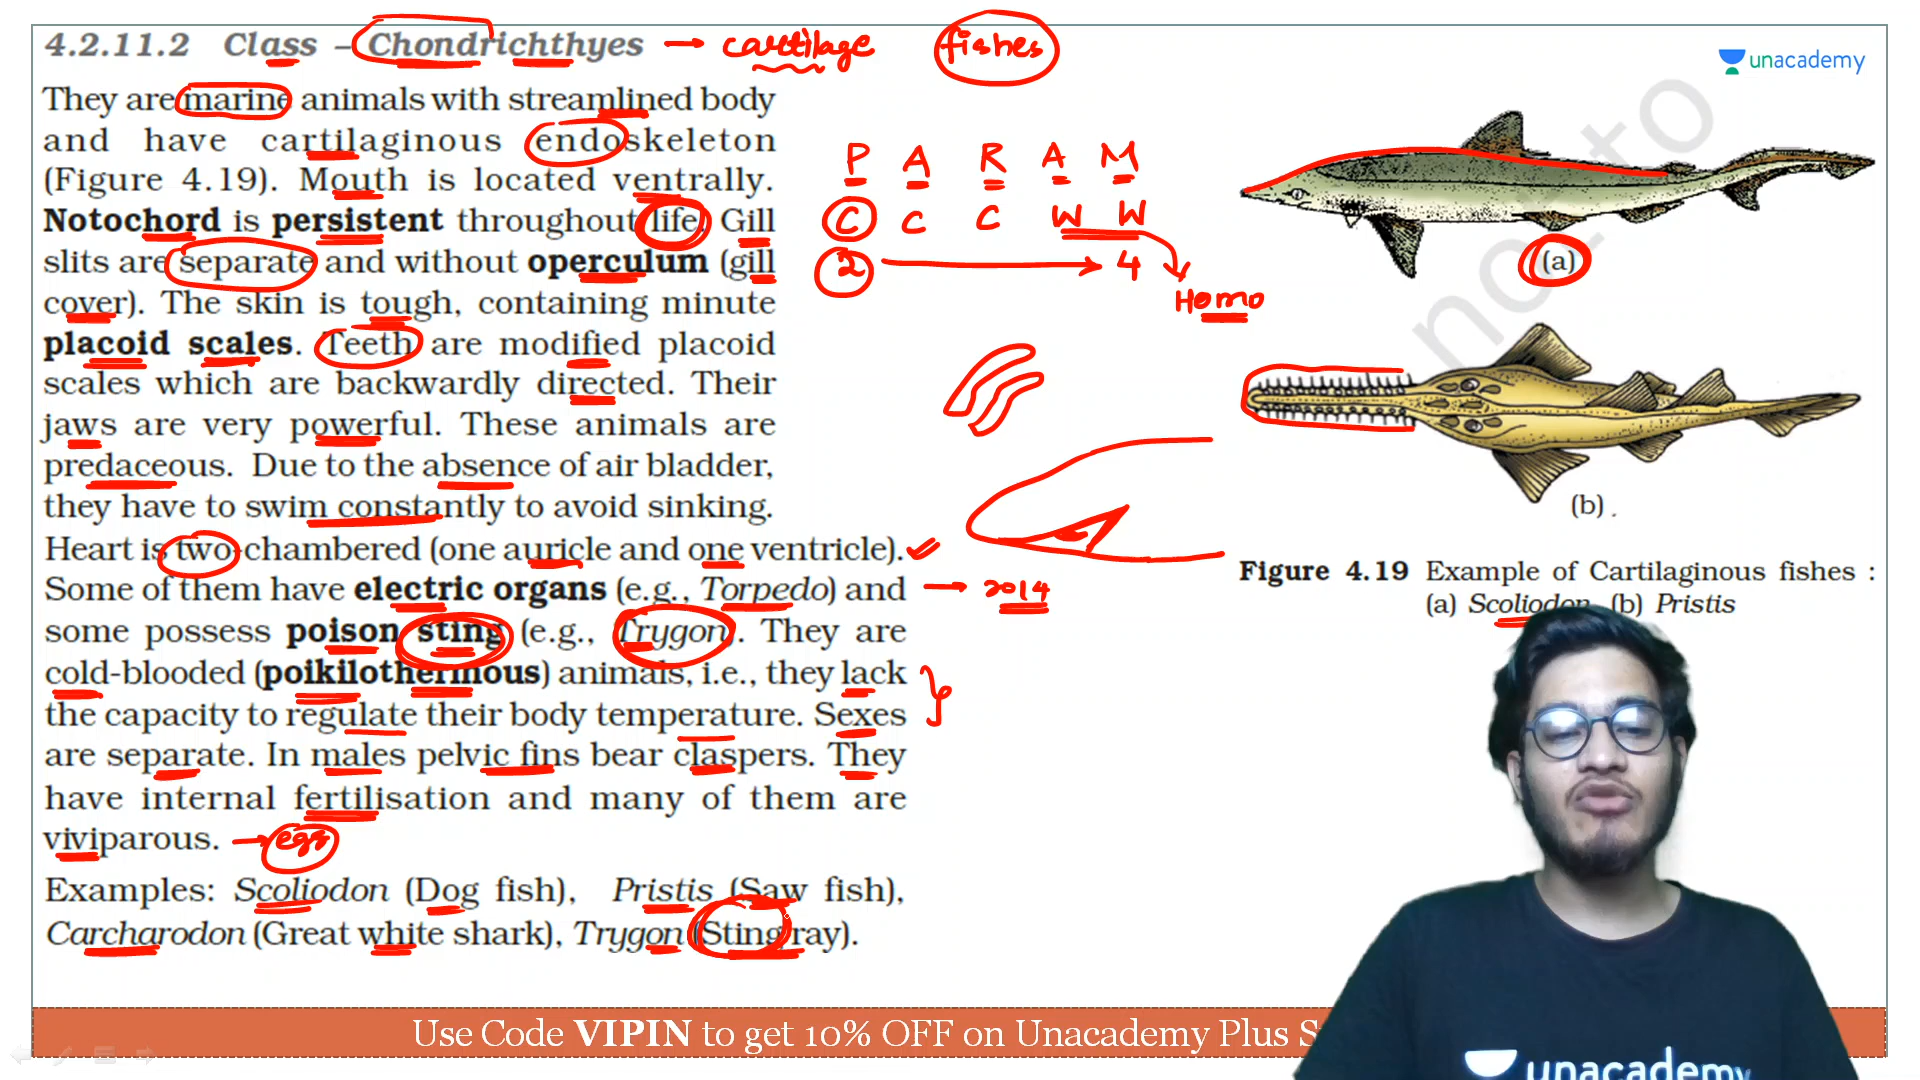 4.2.11.2 Class – Chondrichthyes → cartilage fishes
They are marine animals with streamlined body
and have cartilaginous endoskeleton
(Figure 4.19). Mouth is located ventrally.
Notochord is persistent throughout life. Gill
slits are separate and without operculum (gill
cover). The skin is tough, containing minute
placoid scales. Teeth are modified placoid
scales which are backwardly directed. Their
jaws are very powerful. These animals are
predaceous. Due to the absence of air bladder,
they have to swim constantly to avoid sinking.
Heart is two-chambered (one auricle and one ventricle).
Some of them have electric organs (e.g., Torpedo) and → 2014
some possess poison sting (e.g., Trygon). They are
cold-blooded (poikilothermous) animals, i.e., they lack
the capacity to regulate their body temperature. Sexes
are separate. In males pelvic fins bear claspers. They
have internal fertilisation and many of them are
viviparous. → egg
Examples: Scoliodon (Dog fish), Pristis (Saw fish),
Carcharodon (Great white shark), Trygon (Sting ray).
P A R A M
C C C W W
2 → 4
Homo
unacademy
not to
(a)
(b)
Figure 4.19 Example of Cartilaginous fishes :
(a) Scoliodon (b) Pristis
Use Code VIPIN to get 10% OFF on Unacademy Plus S
unacademy